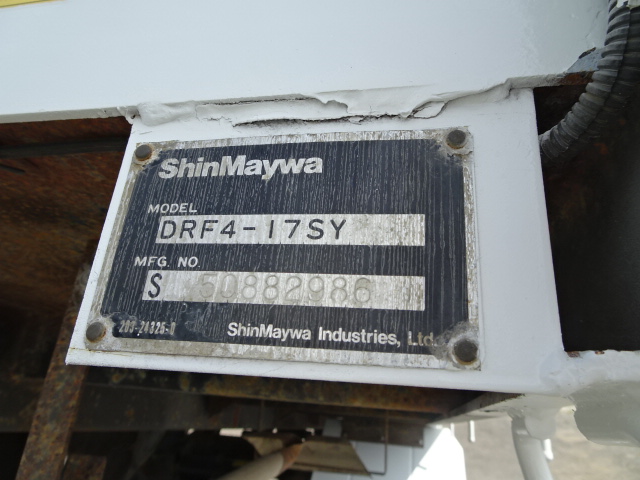 ShinMaywa
MODEL
DRF4-17SY
MFG. NO
S 50882986
ShinMaywa Industries, Ltd.